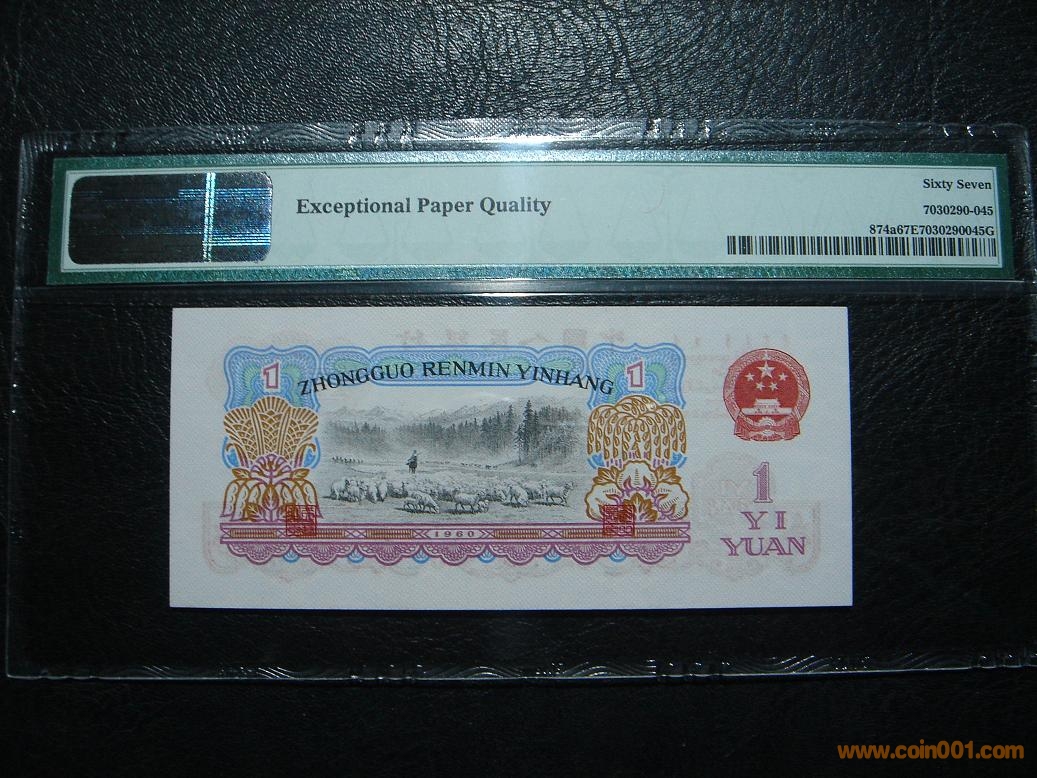 Exceptional Paper Quality
Sixty Seven
7030290-045
874a67E7030290045G
1
1
ZHONGGUO RENMIN YINHANG
1960
1
YI
YUAN
www.coin001.com